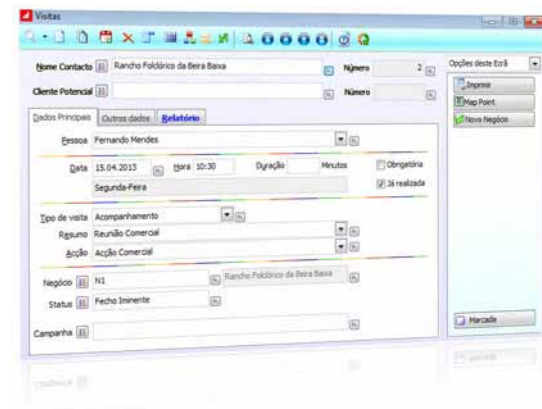 Visitas
Nome Contacto Rancho Foldórico da Beira Baixa Número 2
Cliente Potencial Número
Dados Principais Outros dados Relatório
Pessoa Fernando Mendes
Data 15.04.2013 Hora 10:30 Duração Minutos Obrigatória
Segunda-Feira Já realizada
Tipo de visita Acompanhamento
Resumo Reunião Comercial
Acção Acção Comercial
Negócio N1 Rancho Foldórico da Beira Baixa
Status Fecho Iminente
Campanha
Opções deste Ecrã
Imprimir
Map Point
Novo Negócio
Marcada